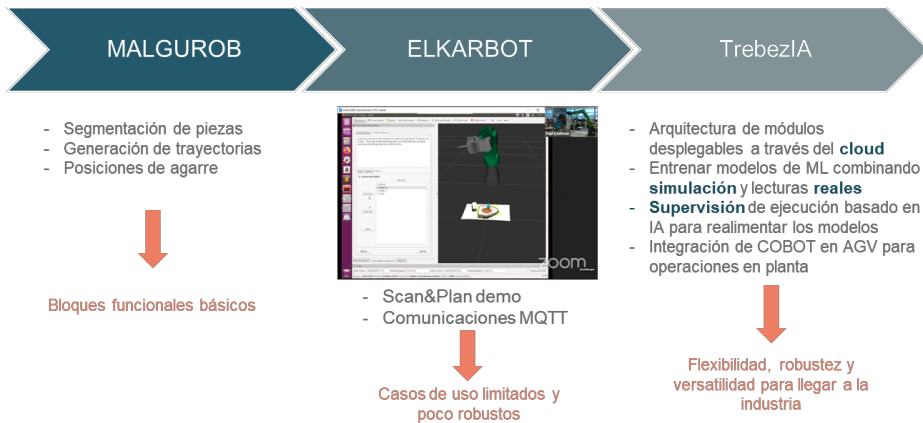 MALGUROB
ELKARBOT
TrebezIA
- Segmentación de piezas
- Generación de trayectorias
- Posiciones de agarre
Bloques funcionales básicos
zoom
- Scan&Plan demo
- Comunicaciones MQTT
Casos de uso limitados y
poco robustos
- Arquitectura de módulos
desplegables a través del cloud
- Entrenar modelos de ML combinando
simulación y lecturas reales
- Supervisión de ejecución basado en
IA para realimentar los modelos
- Integración de COBOT en AGV para
operaciones en planta
Flexibilidad, robustez y
versatilidad para llegar a la
industria